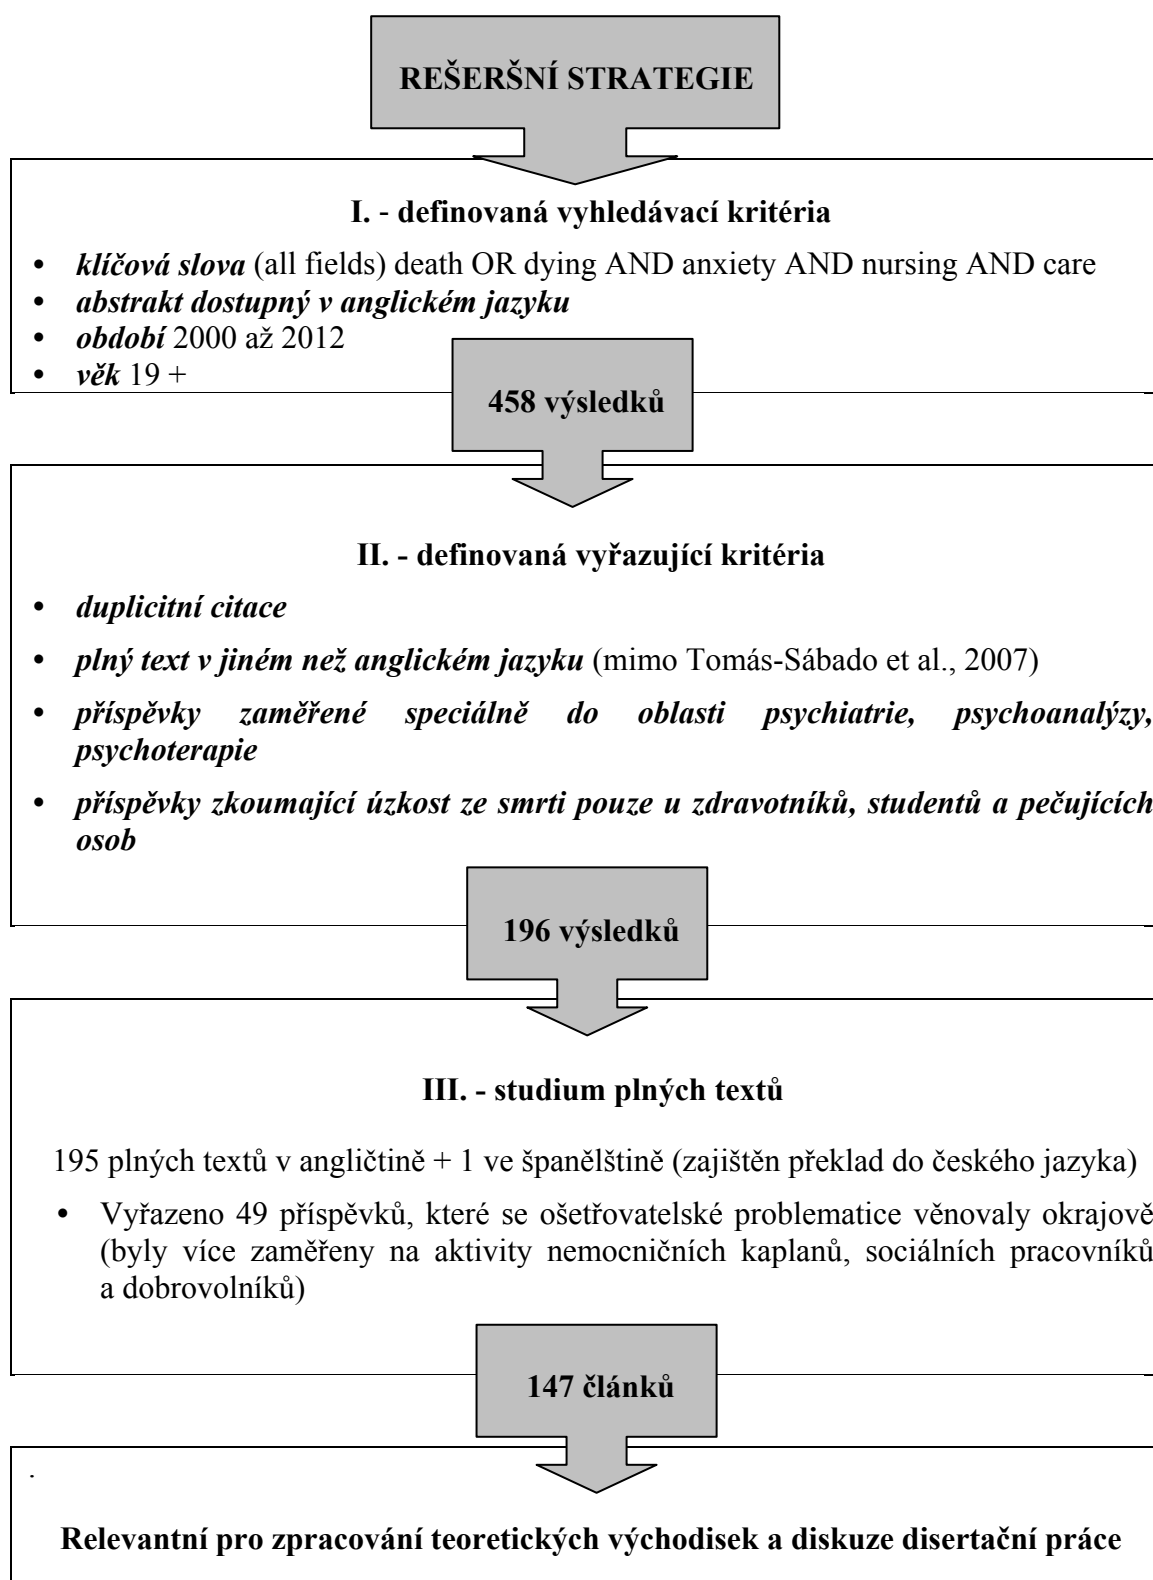 REŠERŠNÍ STRATEGIE
I. - definovaná vyhledávací kritéria
• klíčová slova (all fields) death OR dying AND anxiety AND nursing AND care
• abstrakt dostupný v anglickém jazyku
• období 2000 až 2012
• věk 19 +
458 výsledků
II. - definovaná vyřazující kritéria
• duplicitní citace
• plný text v jiném než anglickém jazyku (mimo Tomás-Sábado et al., 2007)
• příspěvky zaměřené speciálně do oblasti psychiatrie, psychoanalýzy,
psychoterapie
• příspěvky zkoumající úzkost ze smrti pouze u zdravotníků, studentů a pečujících
osob
196 výsledků
III. - studium plných textů
195 plných textů v angličtině + 1 ve španělštině (zajištěn překlad do českého jazyka)
• Vyřazeno 49 příspěvků, které se ošetřovatelské problematice věnovaly okrajově
(byly více zaměřeny na aktivity nemocničních kaplanů, sociálních pracovníků
a dobrovolníků)
147 článků
.
Relevantní pro zpracování teoretických východisek a diskuze disertační práce